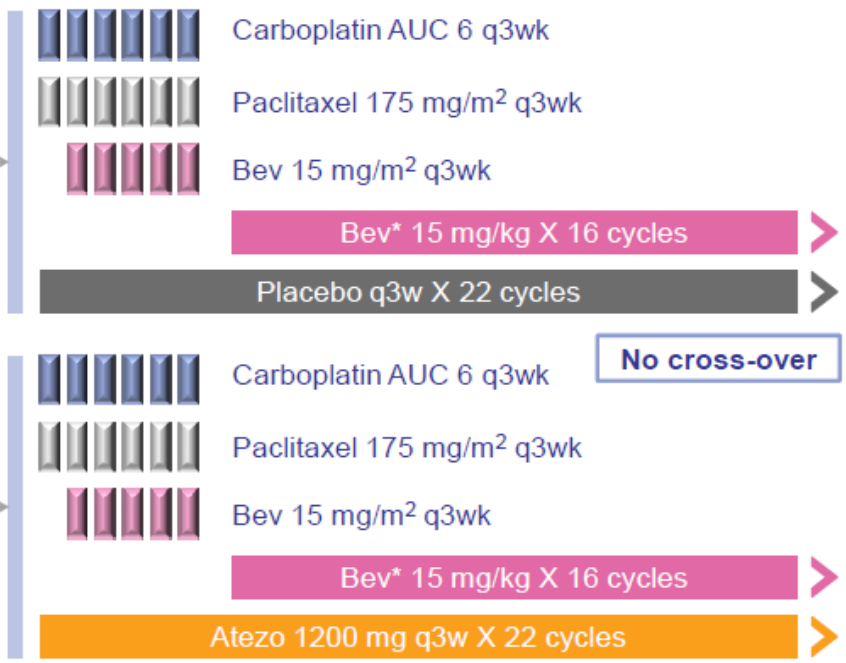 Carboplatin AUC 6 q3wk
Paclitaxel 175 mg/m² q3wk
Bev 15 mg/m² q3wk
Bev* 15 mg/kg X 16 cycles
Placebo q3w X 22 cycles
No cross-over
Carboplatin AUC 6 q3wk
Paclitaxel 175 mg/m² q3wk
Bev 15 mg/m² q3wk
Bev* 15 mg/kg X 16 cycles
Atezo 1200 mg q3w X 22 cycles